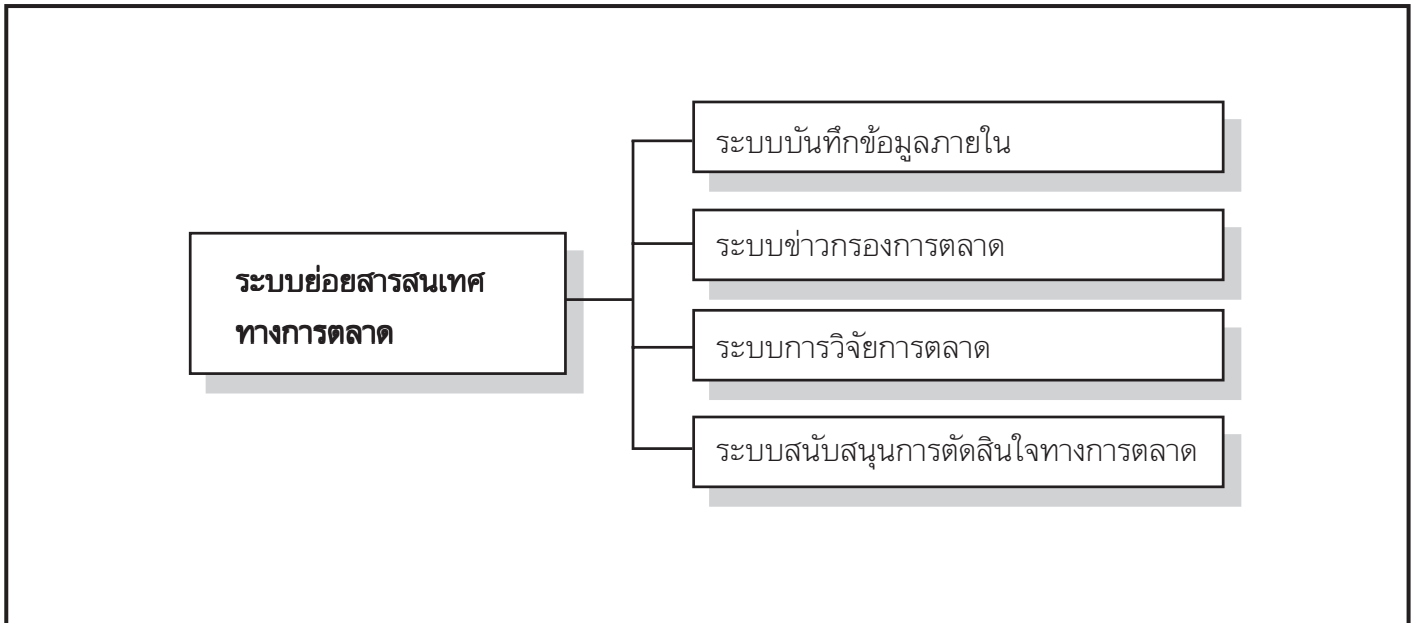 ระบบบันทึกข้อมูลภายใน
ระบบข่าวกรองการตลาด
ระบบย่อยสารสนเทศ
ทางการตลาด
ระบบการวิจัยการตลาด
ระบบสนับสนุนการตัดสินใจทางการตลาด